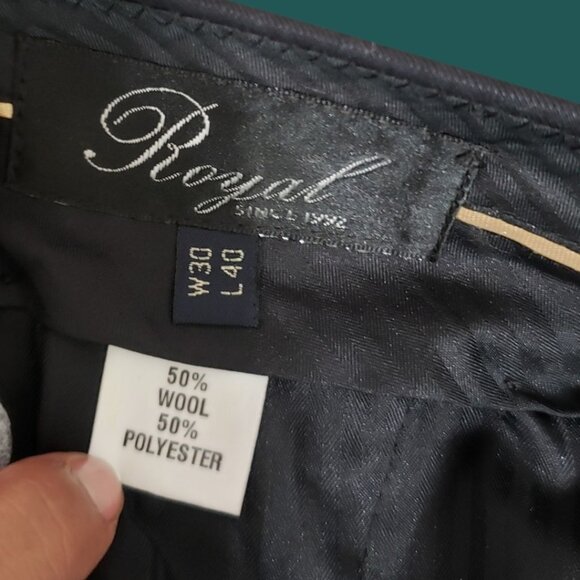 Royal
SINCE 1992
W30
L40
50%
WOOL
50%
POLYESTER